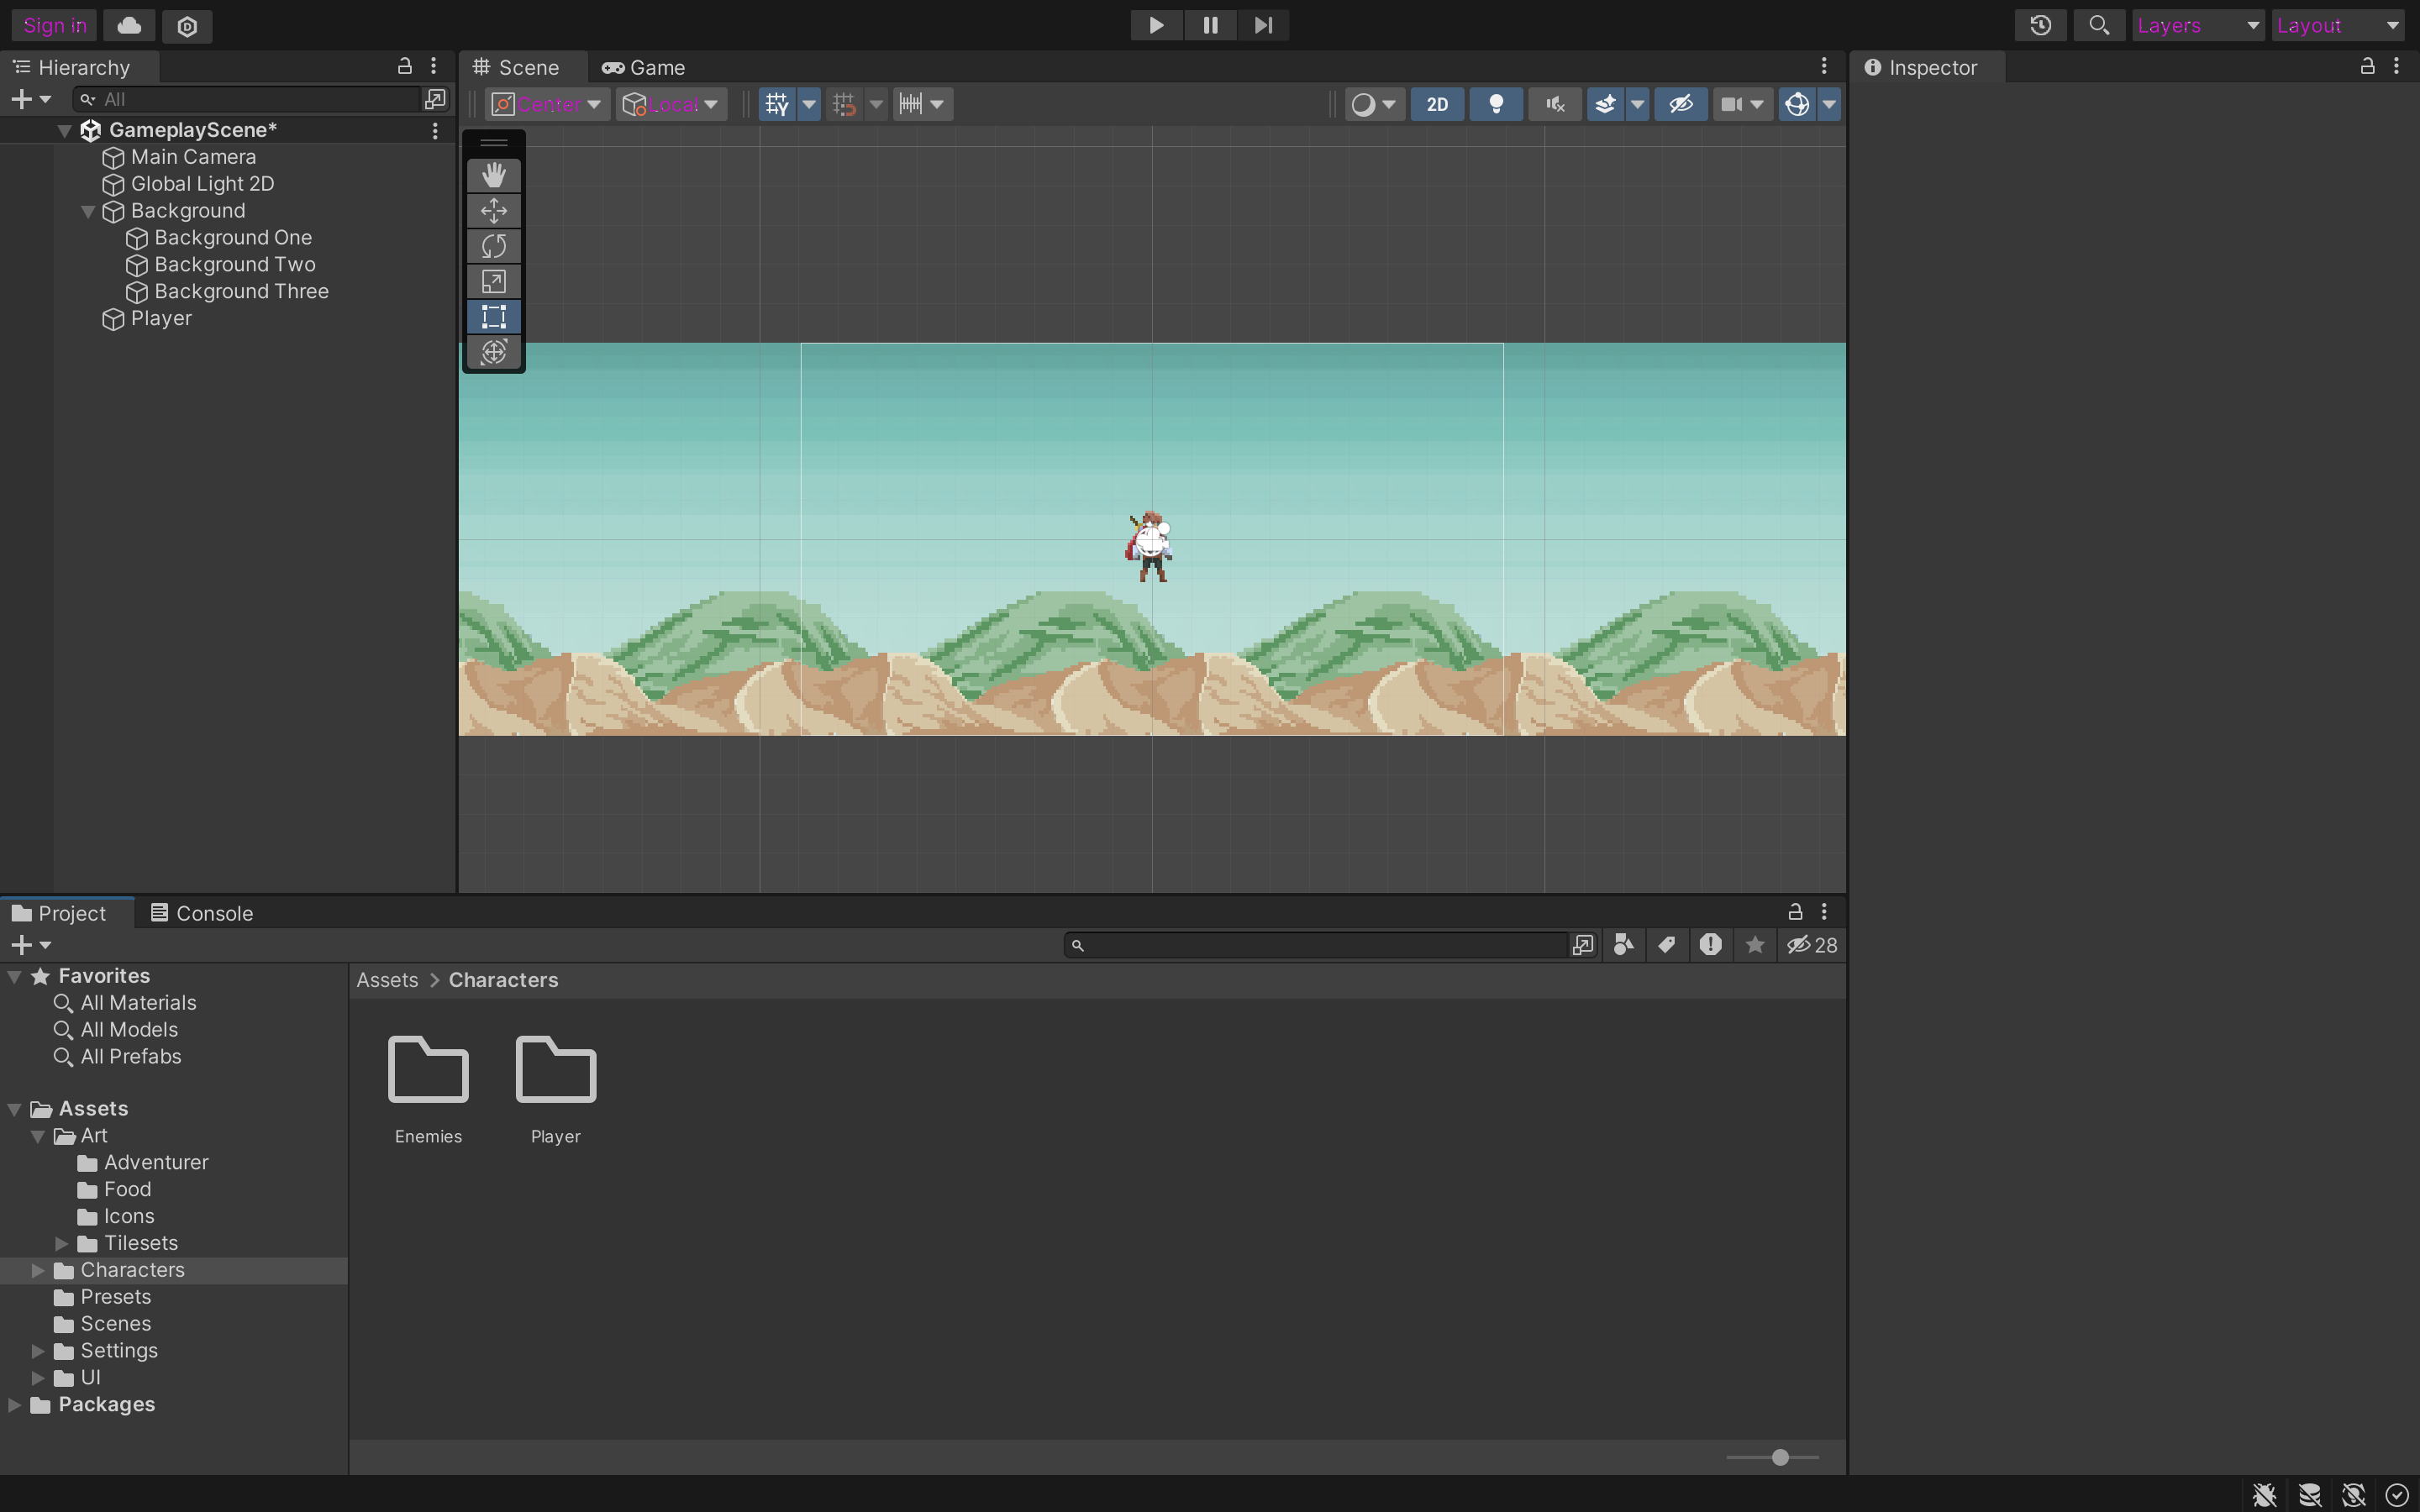 Sign in
Layers
Layout
Hierarchy
Scene
Game
Inspector
All
Center
Local
2D
GameplayScene*
Main Camera
Global Light 2D
Background
Background One
Background Two
Background Three
Player
Project
Console
28
Favorites
All Materials
All Models
All Prefabs
Assets
Art
Adventurer
Food
Icons
Tilesets
Characters
Presets
Scenes
Settings
UI
Packages
Assets > Characters
Enemies
Player